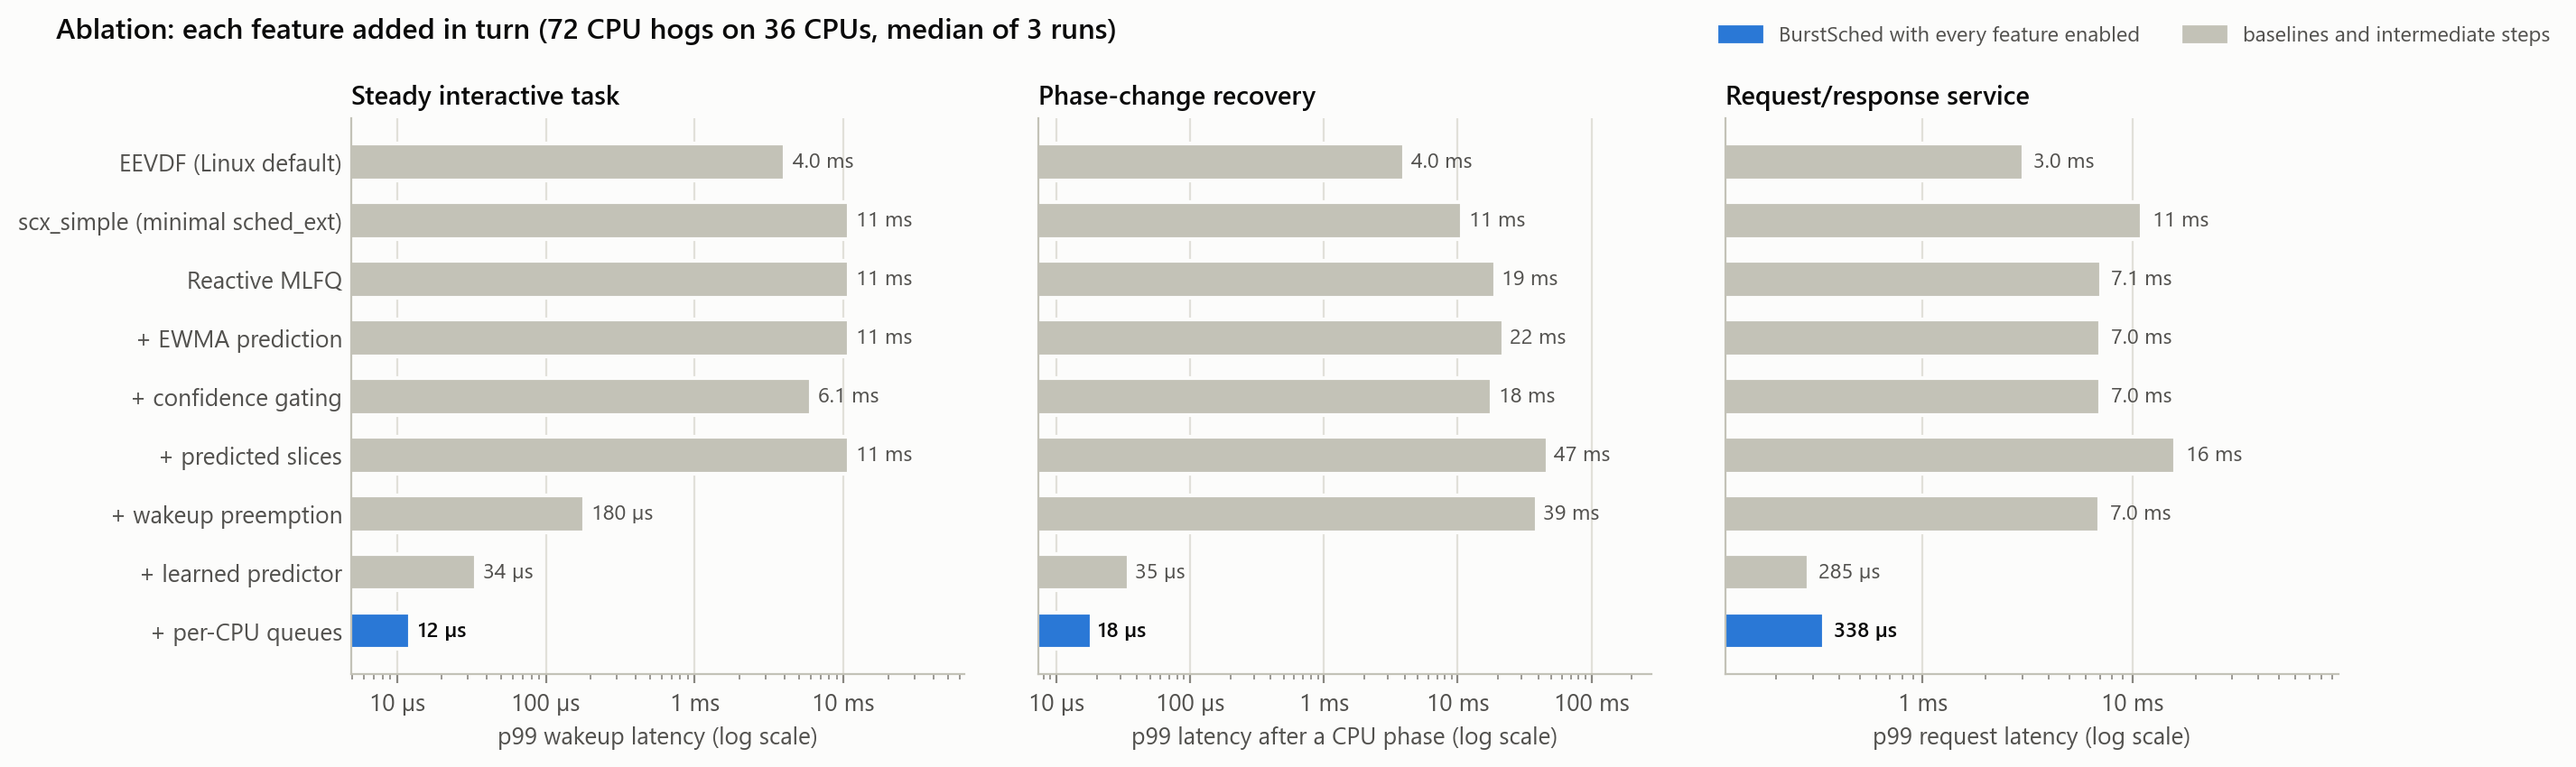 Ablation: each feature added in turn (72 CPU hogs on 36 CPUs, median of 3 runs)
BurstSched with every feature enabled
baselines and intermediate steps
Steady interactive task
Phase-change recovery
Request/response service
EEVDF (Linux default)
4.0 ms
4.0 ms
3.0 ms
scx_simple (minimal sched_ext)
11 ms
11 ms
11 ms
Reactive MLFQ
11 ms
19 ms
7.1 ms
+ EWMA prediction
11 ms
22 ms
7.0 ms
+ confidence gating
6.1 ms
18 ms
7.0 ms
+ predicted slices
11 ms
47 ms
16 ms
+ wakeup preemption
180 µs
39 ms
7.0 ms
+ learned predictor
34 µs
35 µs
285 µs
+ per-CPU queues
12 µs
18 µs
338 µs
10 µs
100 µs
1 ms
10 ms
10 µs
100 µs
1 ms
10 ms
100 ms
1 ms
10 ms
p99 wakeup latency (log scale)
p99 latency after a CPU phase (log scale)
p99 request latency (log scale)